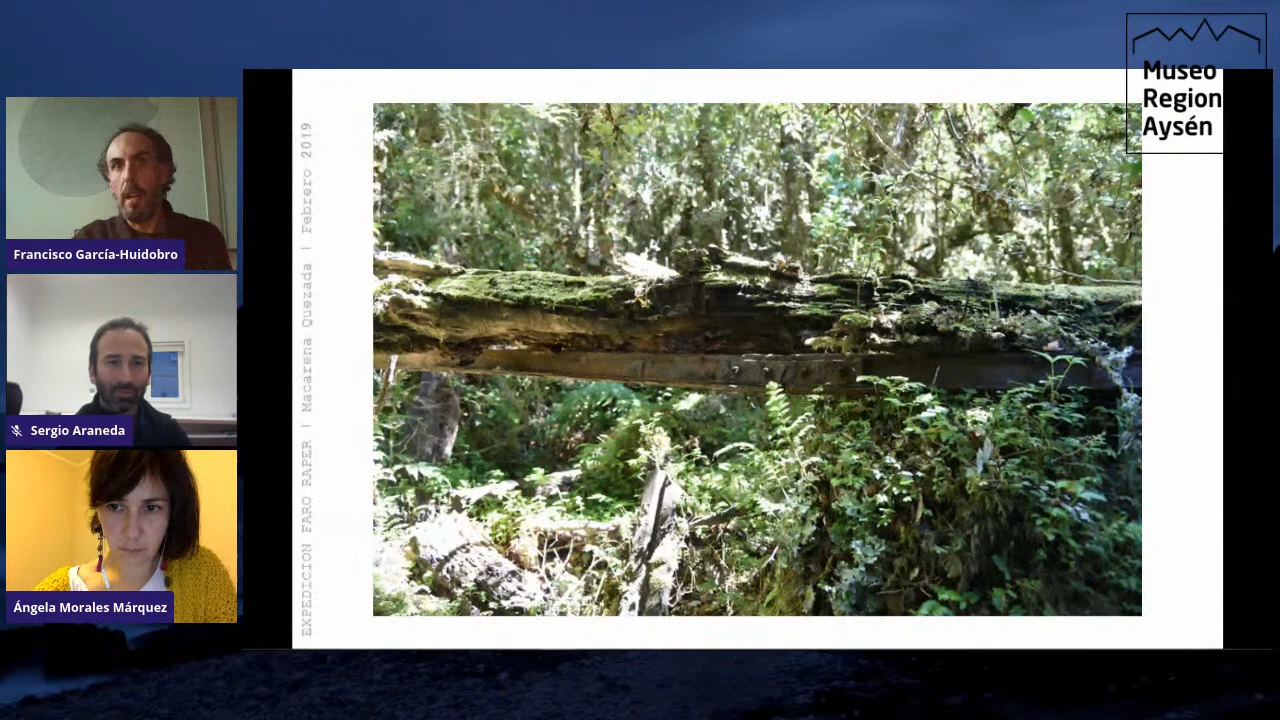 Museo
Region
Aysén
Francisco García-Huidobro
Sergio Araneda
Ángela Morales Márquez
EXPEDICION FARO RAPER | Macarena Quezada | Febrero 2019